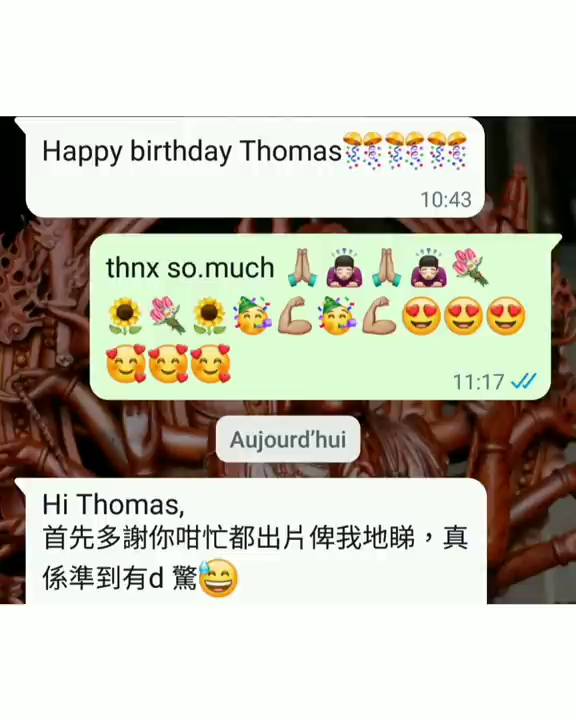 Happy birthday Thomas🎊🎊🎊
10:43
thnx so.much 🙏🏼🙇🏻‍♂️🙏🏼🙇🏻‍♂️💐
🌻💐🌻🥳💪🏼🥳💪🏼😍😍😍
🥰🥰🥰
11:17
Aujourd'hui
Hi Thomas,
首先多謝你咁忙都出片俾我地睇，真
係準到有d 驚😅